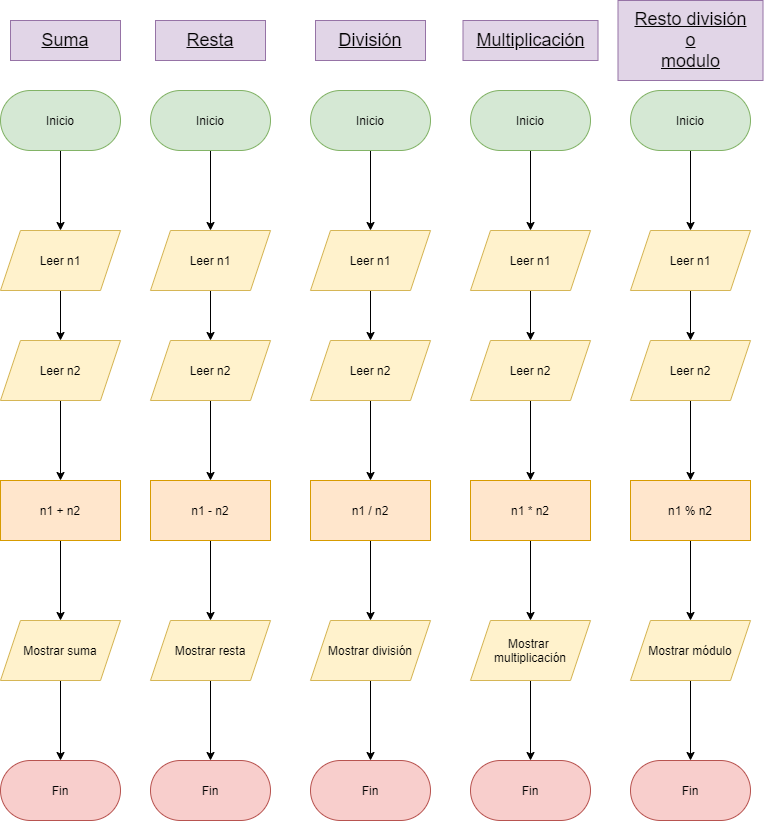 Suma
Resta
División
Multiplicación
Resto división
o
modulo
Inicio
Inicio
Inicio
Inicio
Inicio
Leer n1
Leer n1
Leer n1
Leer n1
Leer n1
Leer n2
Leer n2
Leer n2
Leer n2
Leer n2
n1 + n2
n1 - n2
n1 / n2
n1 * n2
n1 % n2
Mostrar suma
Mostrar resta
Mostrar división
Mostrar
multiplicación
Mostrar módulo
Fin
Fin
Fin
Fin
Fin